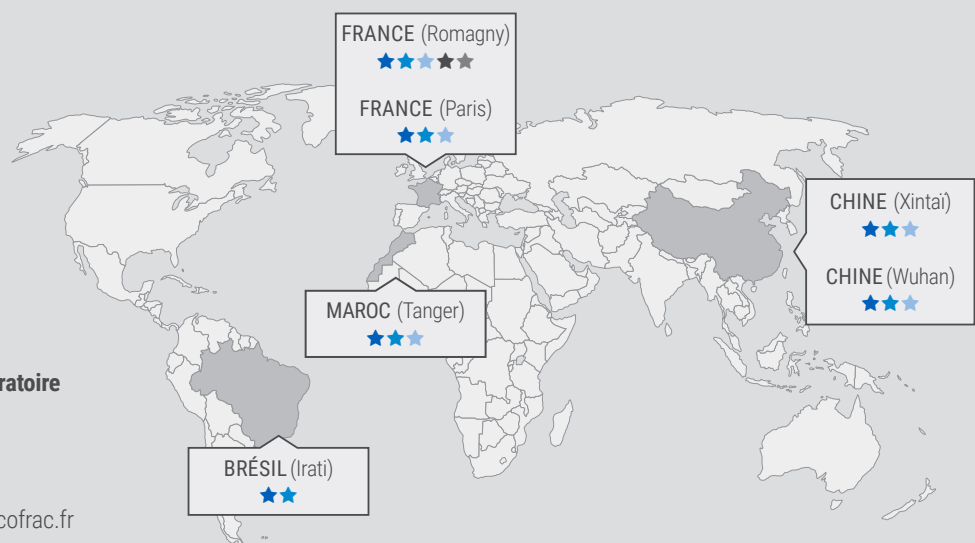 FRANCE (Romagny)
FRANCE (Paris)
CHINE (Xintaï)
CHINE (Wuhan)
MAROC (Tanger)
ratoire
BRÉSIL (Irati)
cofrac.fr